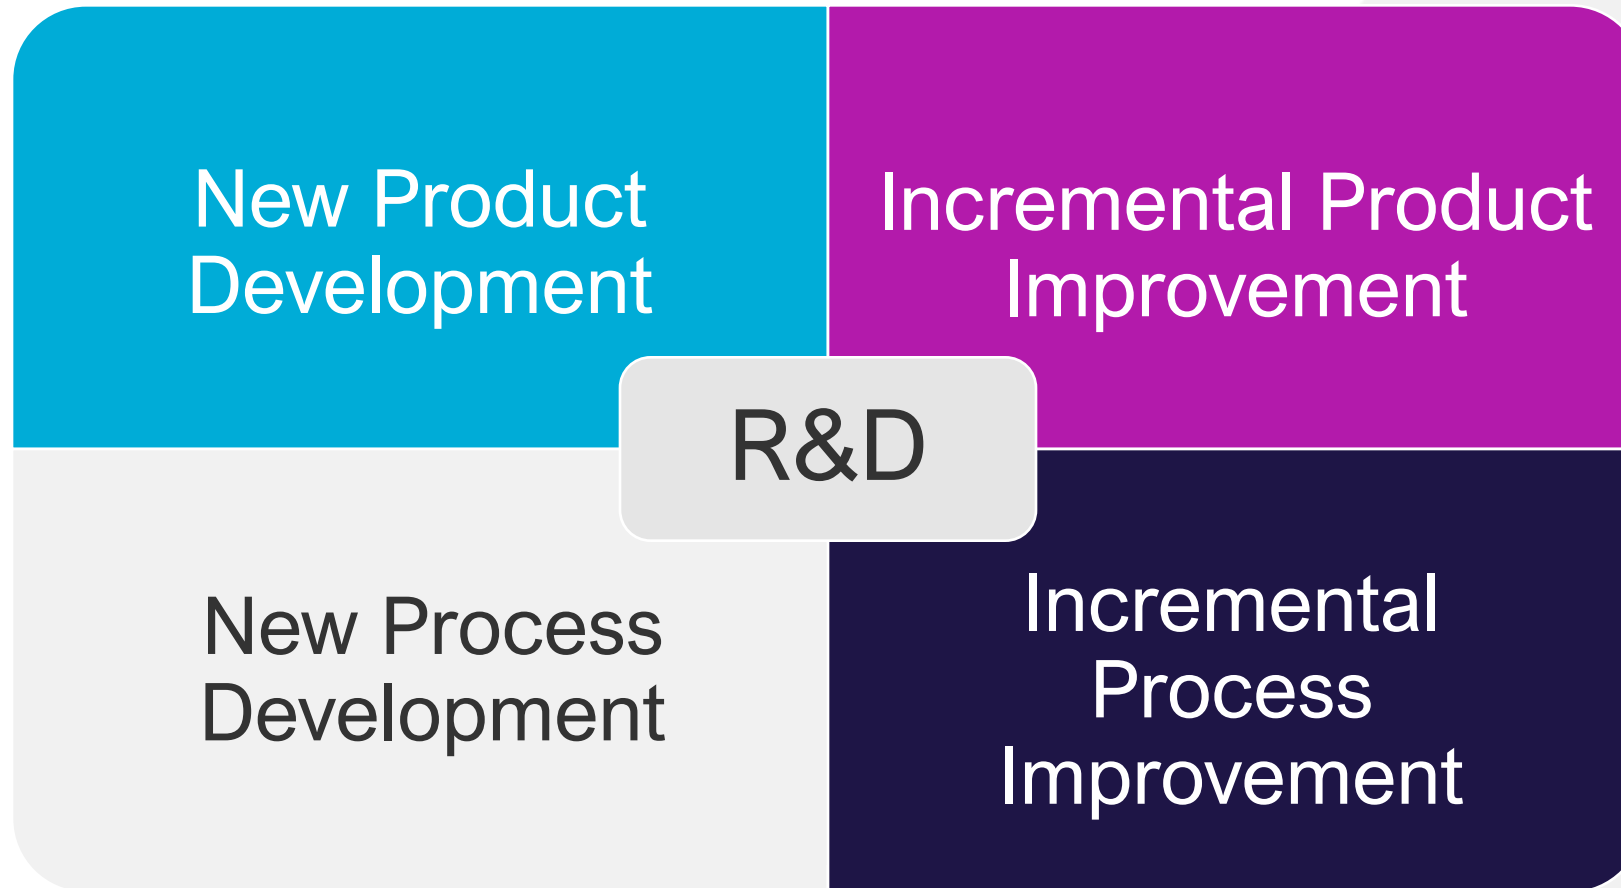 New Product
Development
Incremental Product
Improvement
R&D
New Process
Development
Incremental
Process
Improvement